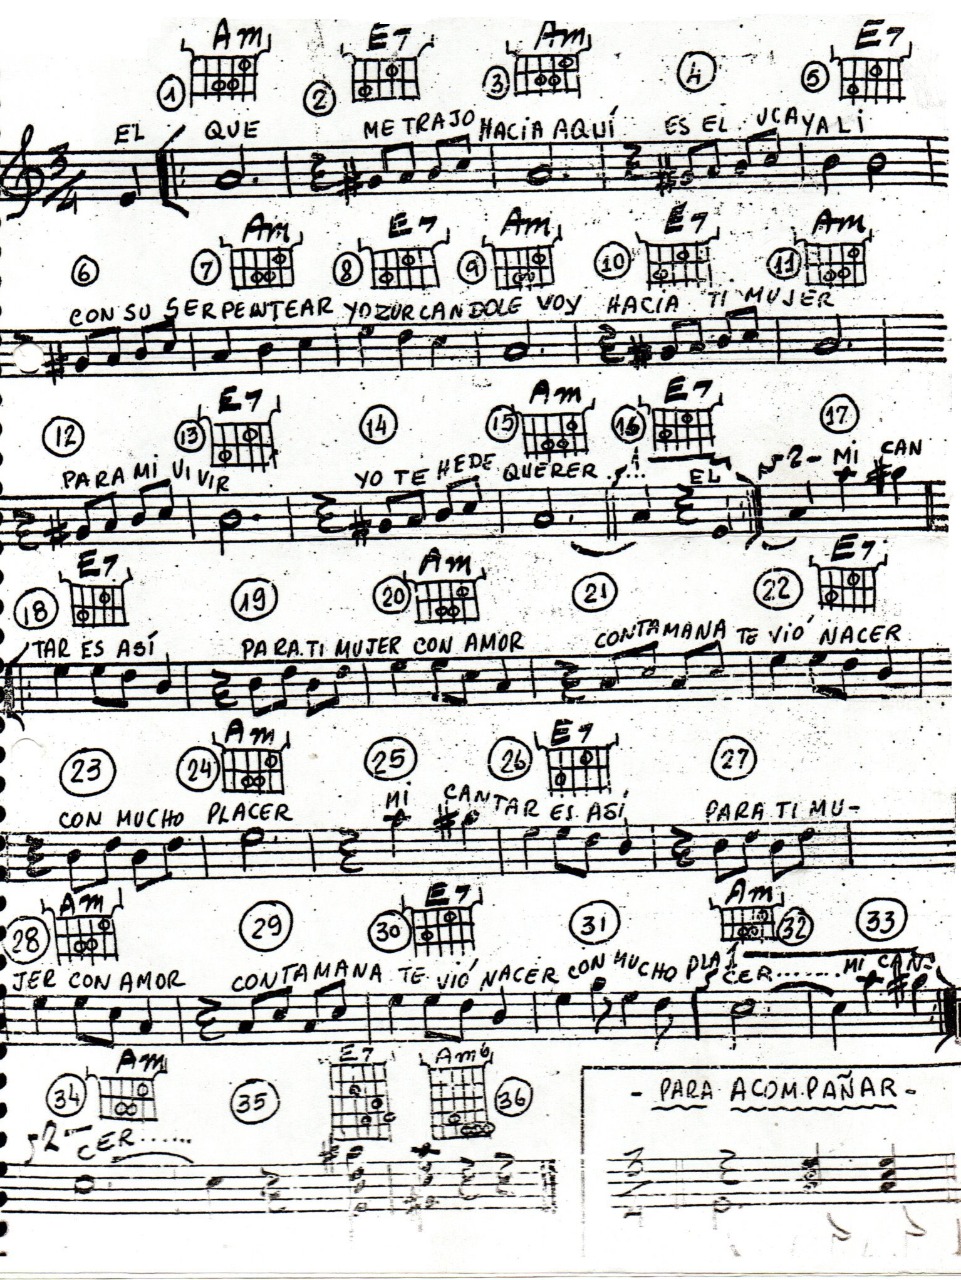 Am E7 Am E7
1 2 3 4 5
EL QUE ME TRAJO HACIA AQUÍ ES EL UCAYALI
3/4
Am E7 Am E7 Am
6 7 8 9 10 11
CON SU SERPENTEAR YO ZURCANDOLE VOY HACIA TI MUJER
E7 Am E7
12 13 14 15 16 17
PARA MI VIVIR YO TE HE DE QUERER 1 EL 2 MI CAN
E7 Am E7
18 19 20 21 22
TAR ES ASÍ PARA TI MUJER CON AMOR CONTAMANA TE VIÓ NACER
Am E7
23 24 25 26 27
CON MUCHO PLACER MI CANTAR ES ASÍ PARA TI MU-
Am E7 Am
28 29 30 31 32 33
JER CON AMOR CONTAMANA TE VIÓ NACER CON MUCHO PLA 1 CER....... MI CAN-
Am E7 Am6
34 35 36
2 CER......
- PARA ACOMPAÑAR -
3/4